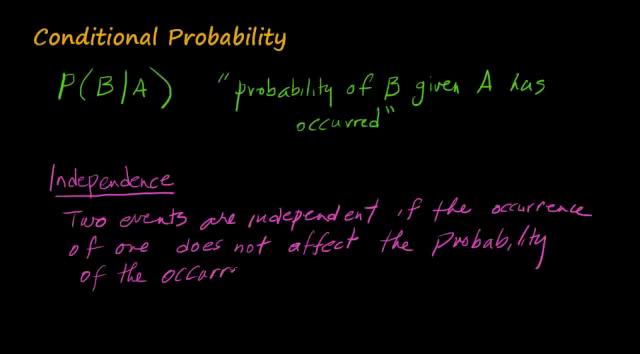 Conditional Probability
P(B/A) "probability of B given A has
occurred"
Independence
Two events are independent if the occurrence
of one does not affect the probability
of the occurr